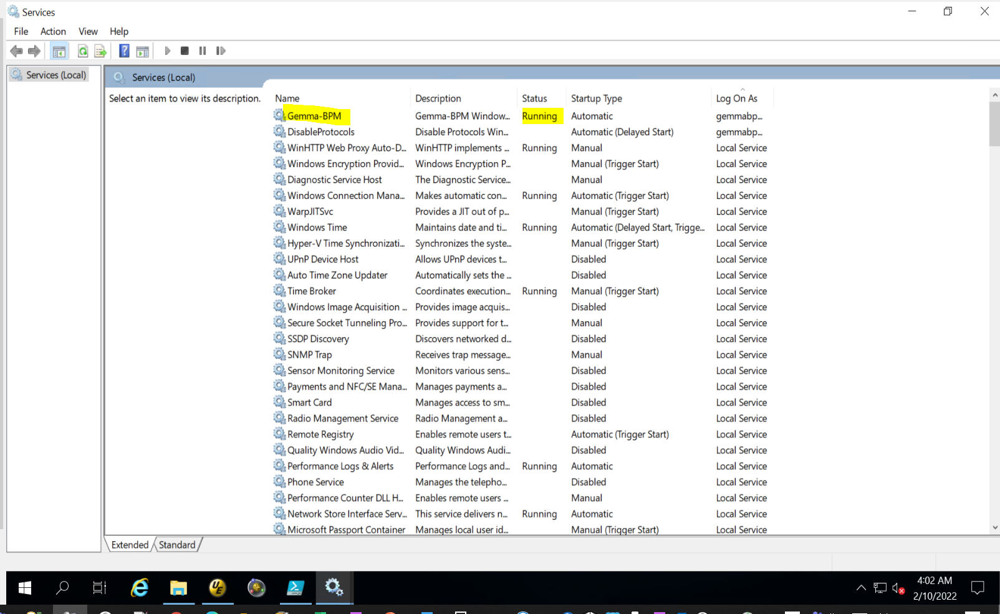 Services
File Action View Help
Services (Local)
Services (Local)
Select an item to view its description.
Name Description Status Startup Type Log On As
Gemma-BPM Gemma-BPM Window... Running Automatic gemmabp...
DisableProtocols Disable Protocols Win... Automatic (Delayed Start) gemmabp...
WinHTTP Web Proxy Auto-D... WinHTTP implements ... Running Manual Local Service
Windows Encryption Provid... Windows Encryption P... Manual (Trigger Start) Local Service
Diagnostic Service Host The Diagnostic Service... Manual Local Service
Windows Connection Mana... Makes automatic con... Running Automatic (Trigger Start) Local Service
WarpJITSvc Provides a JIT out of p... Manual (Trigger Start) Local Service
Windows Time Maintains date and ti... Running Automatic (Delayed Start, Trigge... Local Service
Hyper-V Time Synchronizati... Synchronizes the syste... Manual (Trigger Start) Local Service
UPnP Device Host Allows UPnP devices t... Disabled Local Service
Auto Time Zone Updater Automatically sets the ... Disabled Local Service
Time Broker Coordinates execution... Running Manual (Trigger Start) Local Service
Windows Image Acquisition ... Provides image acquis... Disabled Local Service
Secure Socket Tunneling Pro... Provides support for t... Manual Local Service
SSDP Discovery Discovers networked d... Disabled Local Service
SNMP Trap Receives trap message... Manual Local Service
Sensor Monitoring Service Monitors various sens... Disabled Local Service
Payments and NFC/SE Mana... Manages payments a... Disabled Local Service
Smart Card Manages access to sm... Disabled Local Service
Radio Management Service Radio Management a... Disabled Local Service
Remote Registry Enables remote users t... Automatic (Trigger Start) Local Service
Quality Windows Audio Vid... Quality Windows Audi... Disabled Local Service
Performance Logs & Alerts Performance Logs and... Running Automatic Local Service
Phone Service Manages the telepho... Disabled Local Service
Performance Counter DLL H... Enables remote users ... Manual Local Service
Network Store Interface Serv... This service delivers n... Running Automatic Local Service
Microsoft Passport Container Manages local user id... Manual (Trigger Start) Local Service
Extended Standard
4:02 AM
2/10/2022